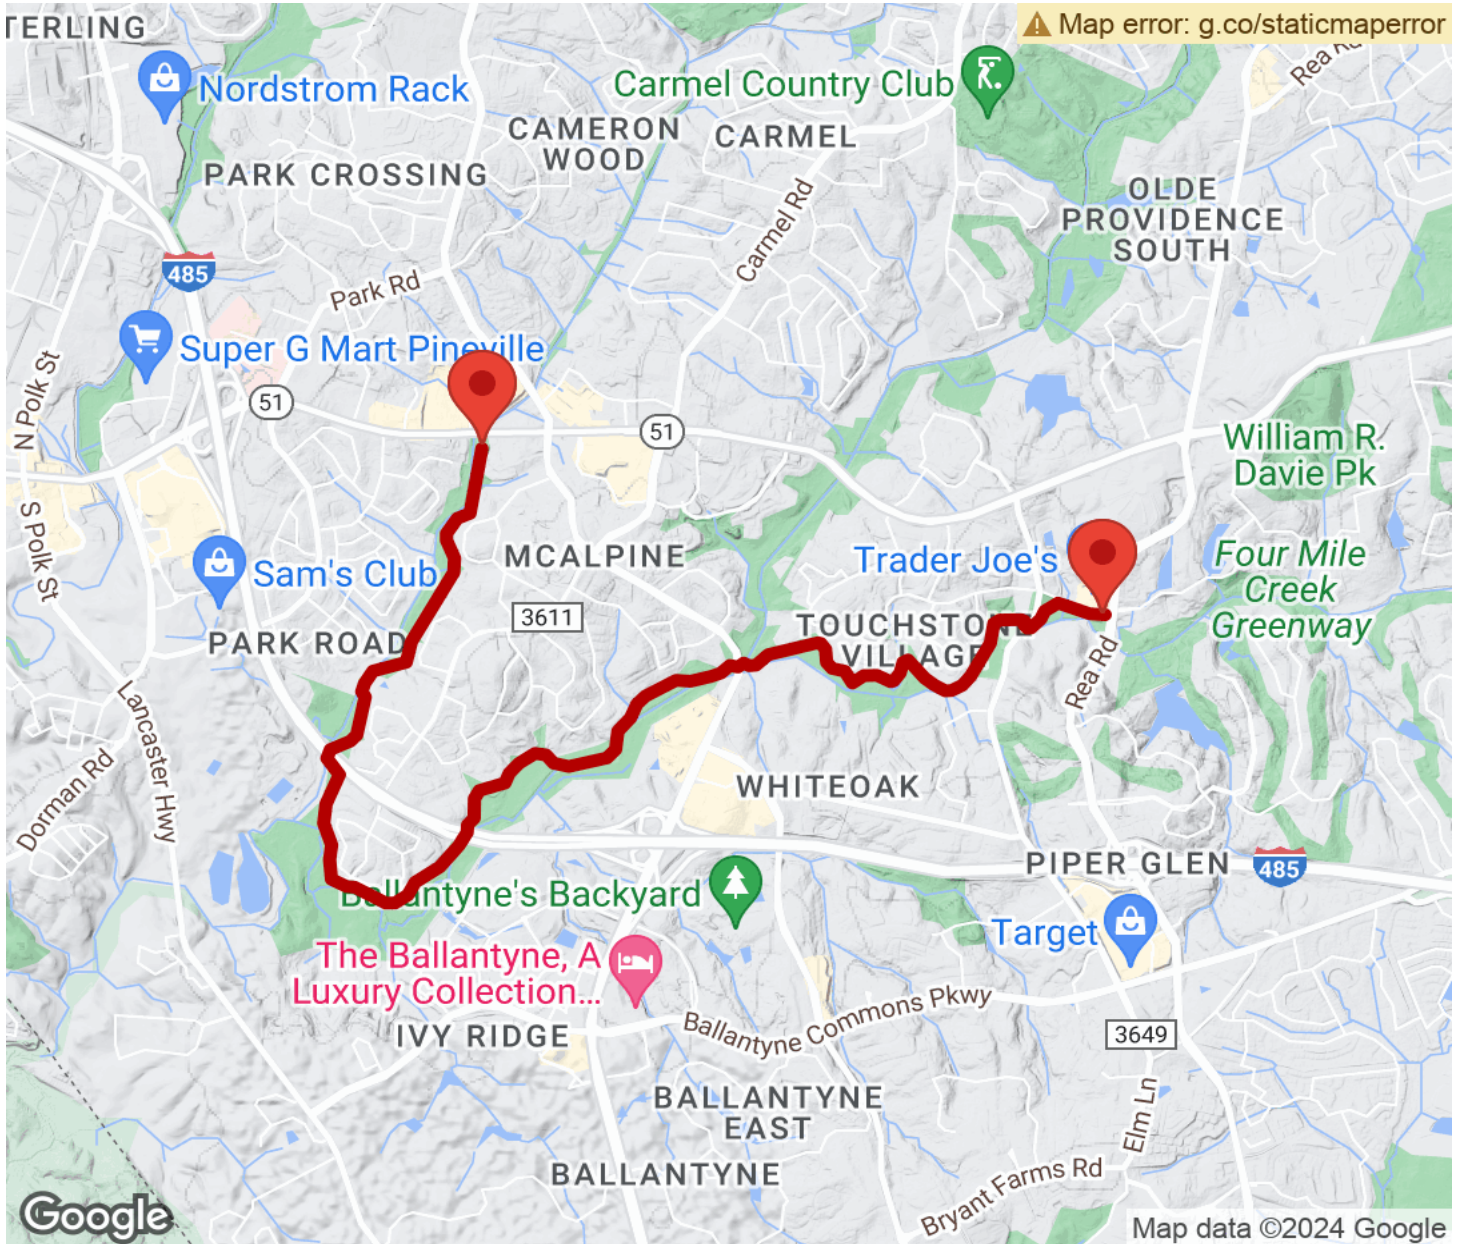 TERLING
⚠ Map error: g.co/staticmaperror
Rea Rd
Nordstrom Rack
Carmel Country Club
CAMERON
WOOD
CARMEL
PARK CROSSING
OLDE
PROVIDENCE
SOUTH
Carmel Rd
485
Park Rd
Super G Mart Pineville
N Polk St
51
51
William R.
Davie Pk
S Polk St
MCALPINE
Trader Joe's
Four Mile
Creek
Greenway
Sam's Club
3611
PARK ROAD
TOUCHSTONE
VILLAGE
Rea Rd
Lancaster Hwy
Dorman Rd
WHITEOAK
PIPER GLEN
485
Ballantyne's Backyard
Target
The Ballantyne, A
Luxury Collection...
Ballantyne Commons Pkwy
IVY RIDGE
3649
BALLANTYNE
EAST
Elm Ln
BALLANTYNE
Bryant Farms Rd
Google
Map data ©2024 Google